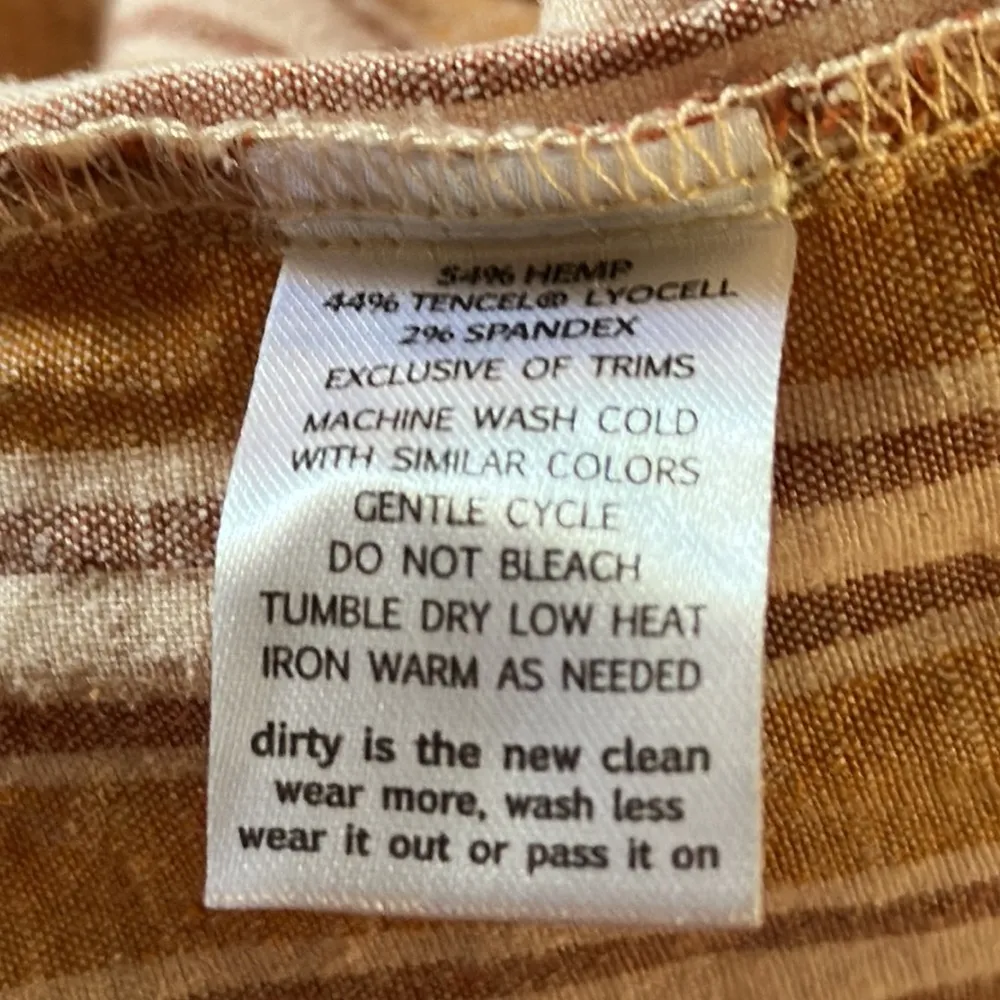 54% HEMP
44% TENCEL® LYOCELL
2% SPANDEX
EXCLUSIVE OF TRIMS
MACHINE WASH COLD
WITH SIMILAR COLORS
GENTLE CYCLE
DO NOT BLEACH
TUMBLE DRY LOW HEAT
IRON WARM AS NEEDED
dirty is the new clean
wear more, wash less
wear it out or pass it on